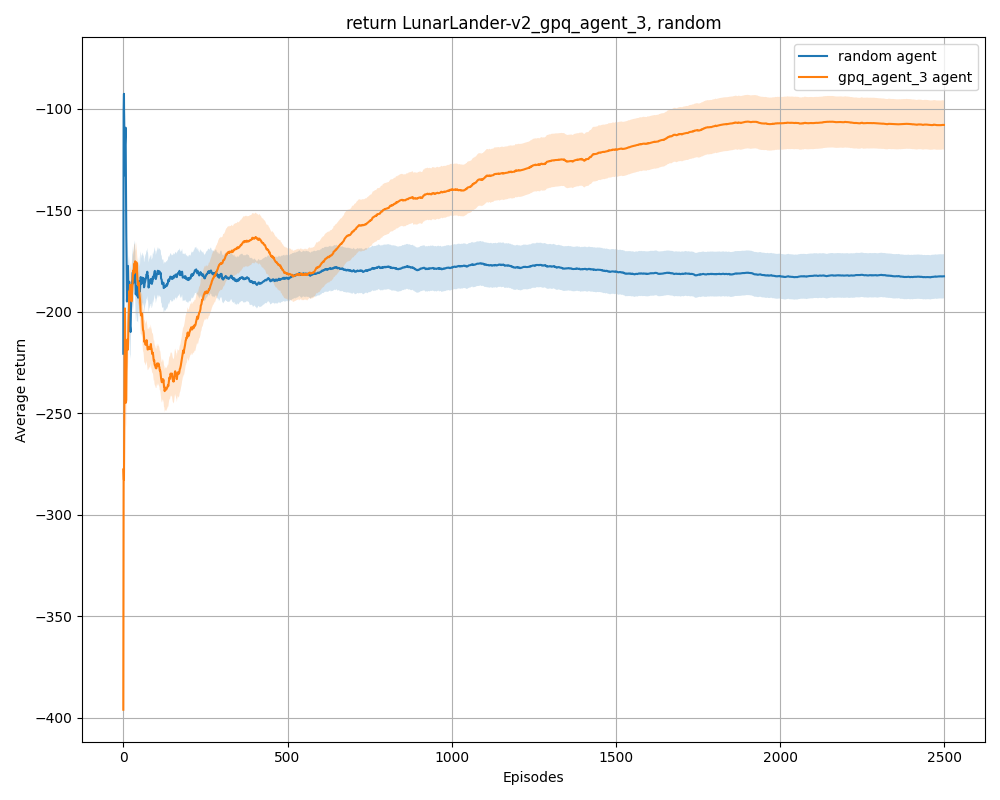 return LunarLander-v2_gpq_agent_3, random
random agent
gpq_agent_3 agent
Average return
−100
−150
−200
−250
−300
−350
−400
0
500
1000
1500
2000
2500
Episodes